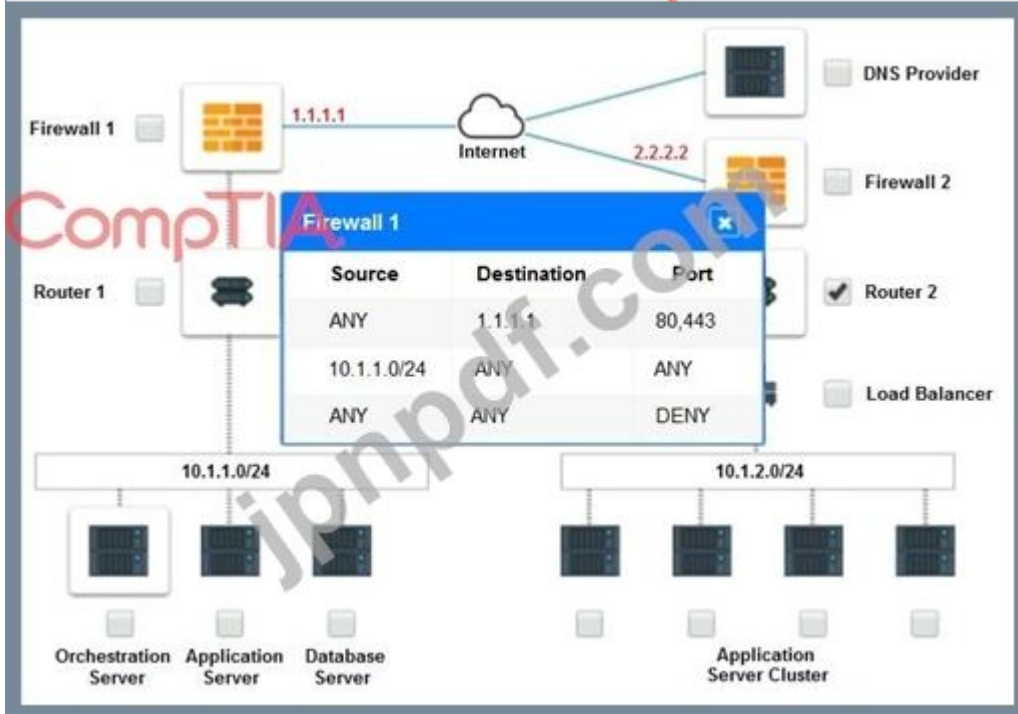 DNS Provider
Firewall 1
1.1.1.1
Internet
2.2.2.2
Firewall 2
CompTIA
Firewall 1
Source Destination Port
ANY 1.1.1.1 80,443
10.1.1.0/24 ANY ANY
ANY ANY DENY
Router 1
Router 2
Load Balancer
10.1.1.0/24
10.1.2.0/24
jpnpdf.com
Orchestration Server
Application Server
Database Server
Application Server Cluster